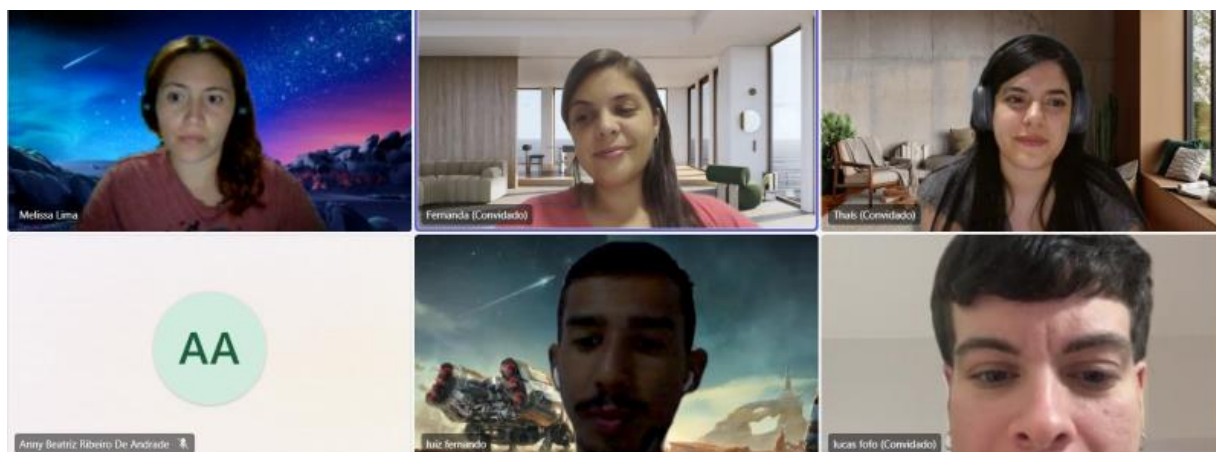 Melissa Lima
Fernanda (Convidado)
Thaís (Convidado)
AA
Anny Beatriz Ribeiro De Andrade
luiz fernando
lucas fofo (Convidado)